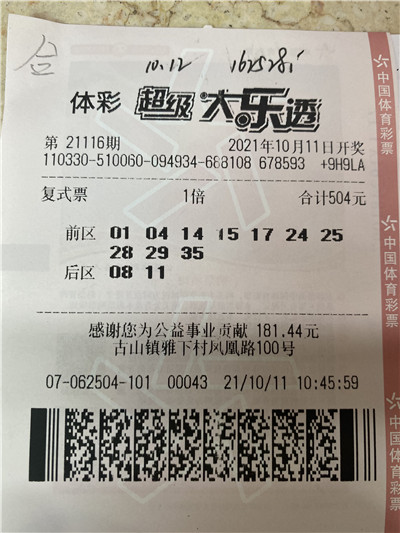 合
10.12 162528
体彩 超级大乐透
第 21116期 2021年10月11日开奖
110330-510060-094934-688108 678593 +9H9LA
复式票 1倍 合计504元
前区 01 04 14 15 17 24 25
28 29 35
后区 08 11
感谢您为公益事业贡献 181.44元
古山镇雅下村凤凰路100号
07-062504-101 00043 21/10/11 10:45:59
中国体育彩票
中国体育彩票
中国体育彩票